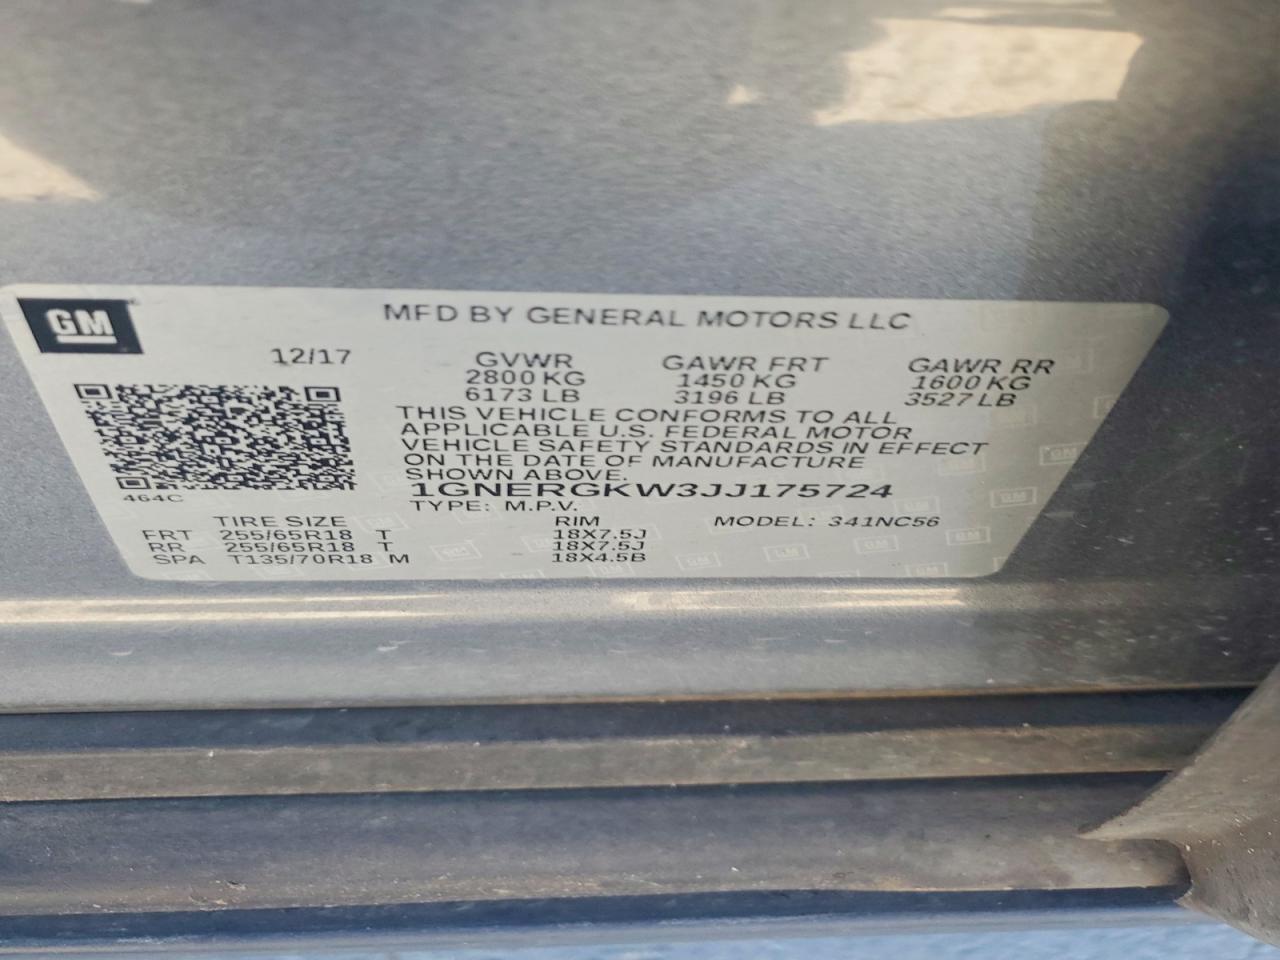 GM
MFD BY GENERAL MOTORS LLC
12/17 GVWR GAWR FRT GAWR RR
2800 KG 1450 KG 1600 KG
6173 LB 3196 LB 3527 LB
THIS VEHICLE CONFORMS TO ALL
APPLICABLE U.S. FEDERAL MOTOR
VEHICLE SAFETY STANDARDS IN EFFECT
ON THE DATE OF MANUFACTURE
SHOWN ABOVE.
1GNERGKW3JJ175724
464C
TYPE: M.P.V.
TIRE SIZE RIM MODEL: 341NC56
FRT 255/65R18 T 18X7.5J
RR 255/65R18 T 18X7.5J
SPA T135/70R18 M 18X4.5B